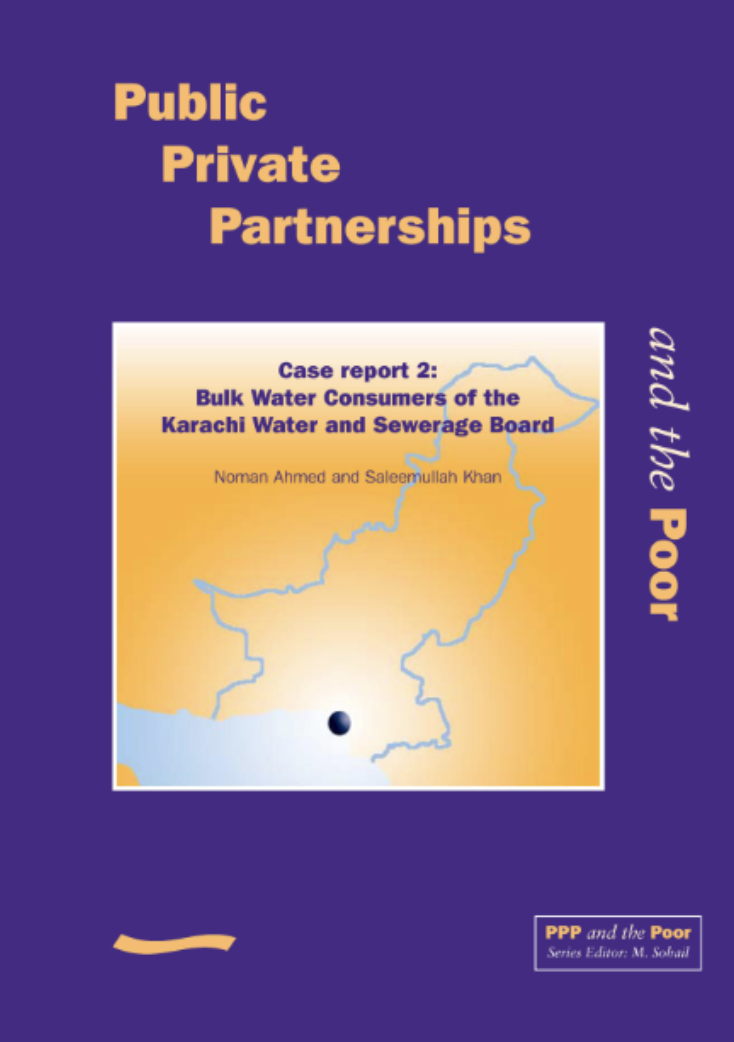 Public
Private
Partnerships
and the Poor
Case report 2:
Bulk Water Consumers of the
Karachi Water and Sewerage Board
Noman Ahmed and Saleemullah Khan
PPP and the Poor
Series Editor: M. Sohail